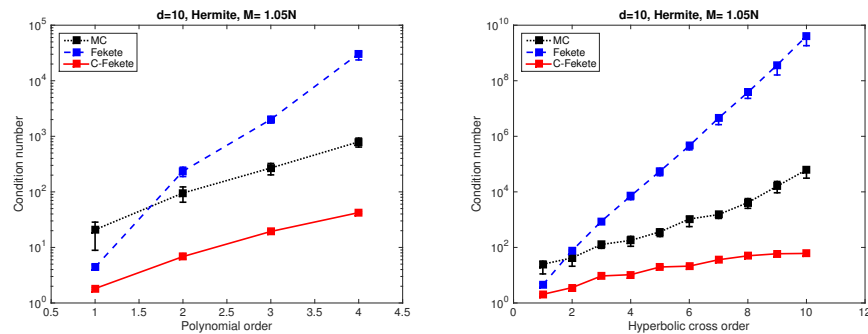 d=10, Hermite, M= 1.05N
MC
Fekete
C-Fekete
Condition number
10^5
10^4
10^3
10^2
10^1
10^0
0.5 1 1.5 2 2.5 3 3.5 4 4.5
Polynomial order
d=10, Hermite, M= 1.05N
MC
Fekete
C-Fekete
Condition number
10^10
10^8
10^6
10^4
10^2
10^0
0 2 4 6 8 10 12
Hyperbolic cross order